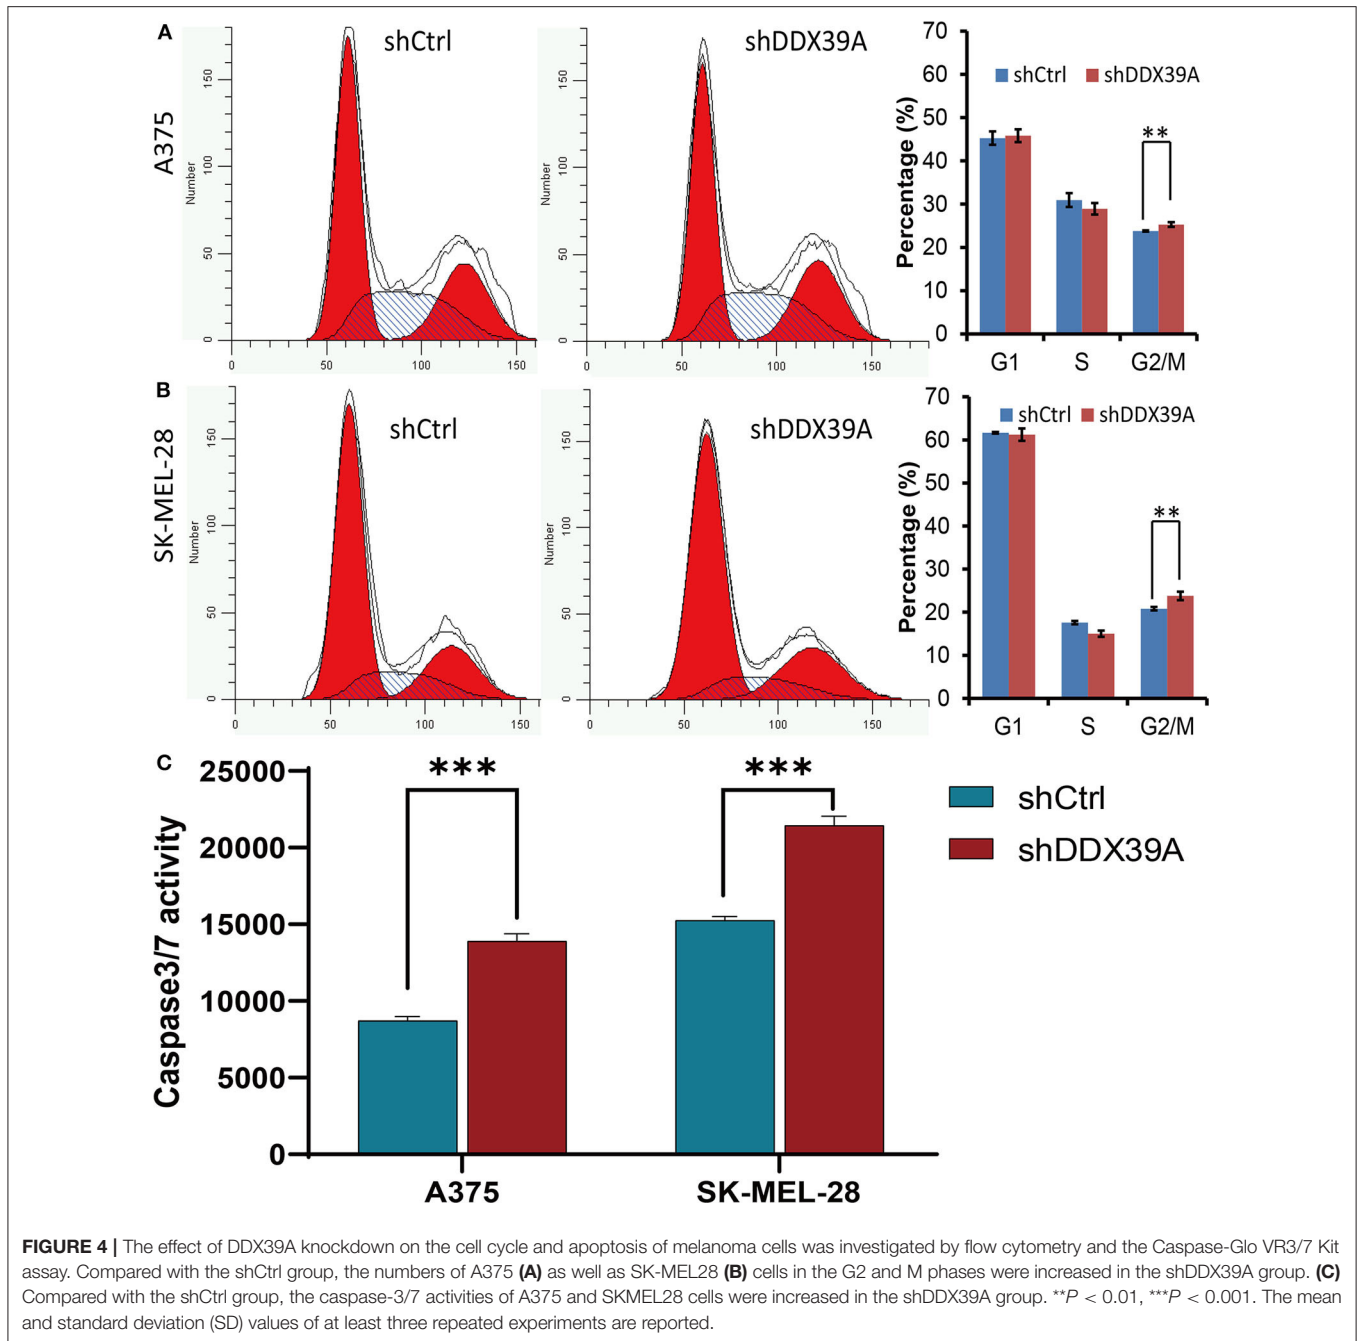 A
shCtrl
shDDX39A
A375
Number
0
50
100
150
0
50
100
150
0
50
100
150
0
50
100
150
Percentage (%)
70
60
50
40
30
20
10
0
shCtrl
shDDX39A
**
G1
S
G2/M
B
shCtrl
shDDX39A
SK-MEL-28
Number
0
50
100
150
0
50
100
150
0
50
100
150
0
50
100
150
Percentage (%)
70
60
50
40
30
20
10
0
shCtrl
shDDX39A
**
G1
S
G2/M
C
Caspase3/7 activity
25000
20000
15000
10000
5000
0
***
***
shCtrl
shDDX39A
A375
SK-MEL-28
FIGURE 4 | The effect of DDX39A knockdown on the cell cycle and apoptosis of melanoma cells was investigated by flow cytometry and the Caspase-Glo VR3/7 Kit
assay. Compared with the shCtrl group, the numbers of A375 (A) as well as SK-MEL28 (B) cells in the G2 and M phases were increased in the shDDX39A group. (C)
Compared with the shCtrl group, the caspase-3/7 activities of A375 and SKMEL28 cells were increased in the shDDX39A group. **P < 0.01, ***P < 0.001. The mean
and standard deviation (SD) values of at least three repeated experiments are reported.